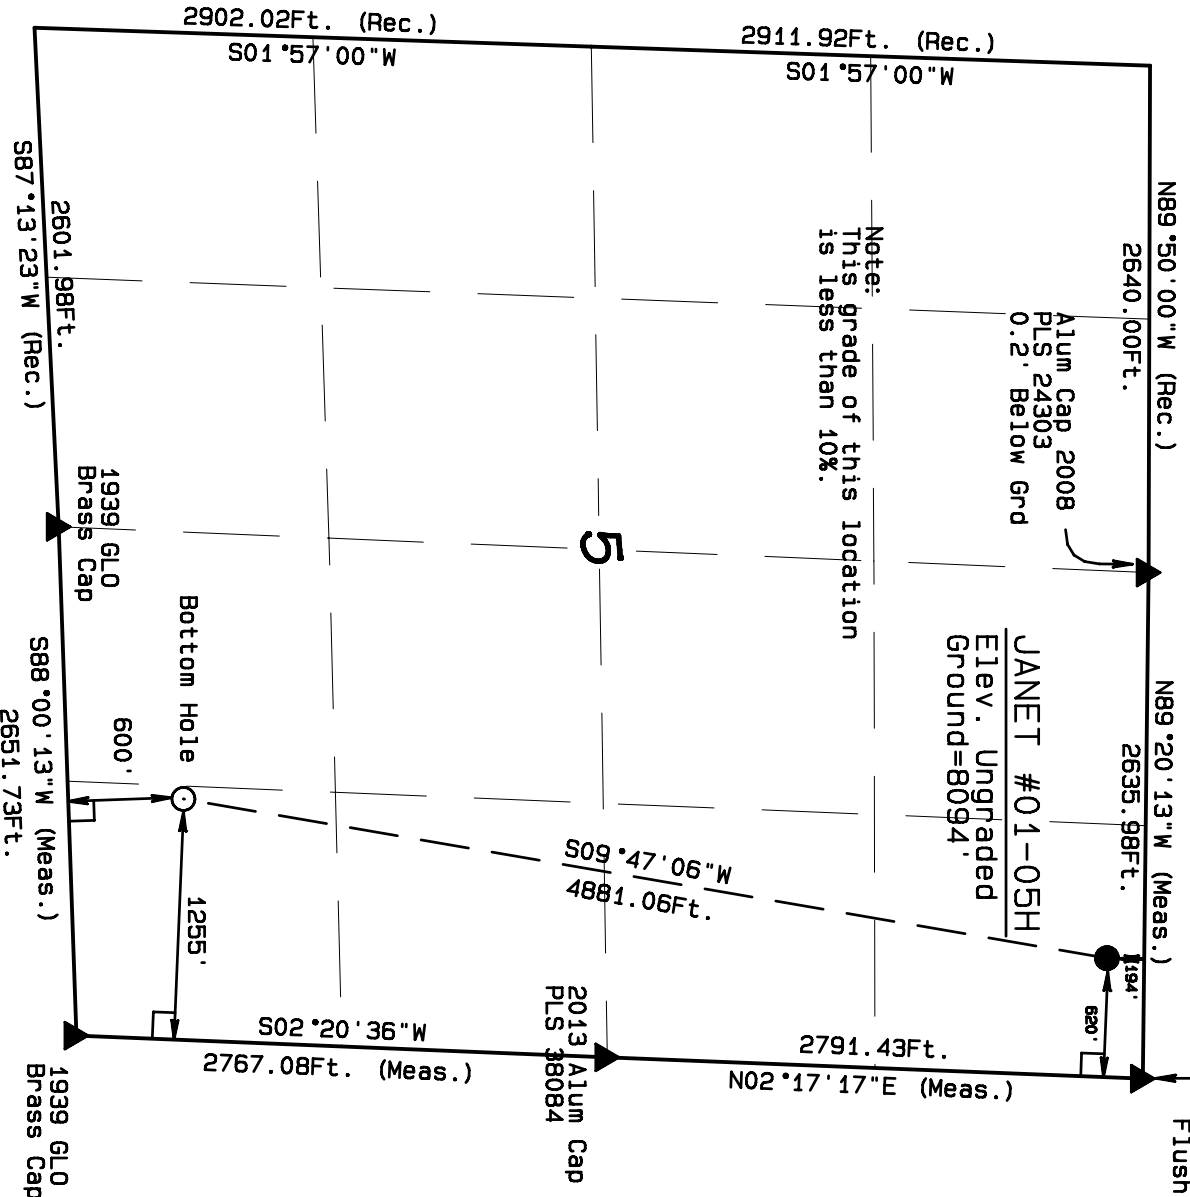 2902.02Ft. (Rec.)
S01°57'00"W
2911.92Ft. (Rec.)
S01°57'00"W
N89°50'00"W (Rec.)
2640.00Ft.
Alum Cap 2008
PLS 24303
0.2' Below Grd
Note:
This grade of this location
is less than 10%.
2601.98Ft.
S87°13'23"W (Rec.)
1939 GLO
Brass Cap
5
N89°20'13"W (Meas.)
2635.98Ft.
JANET #01-05H
Elev. Ungraded
Ground=8094'
Bottom Hole
600'
S88°00'13"W (Meas.)
2651.73Ft.
S09°47'06"W
4881.06Ft.
1255'
194'
620'
S02°20'36"W
2767.08Ft. (Meas.)
2013 Alum Cap
PLS 38084
2791.43Ft.
N02°17'17"E (Meas.)
1939 GLO
Brass Cap
Flush